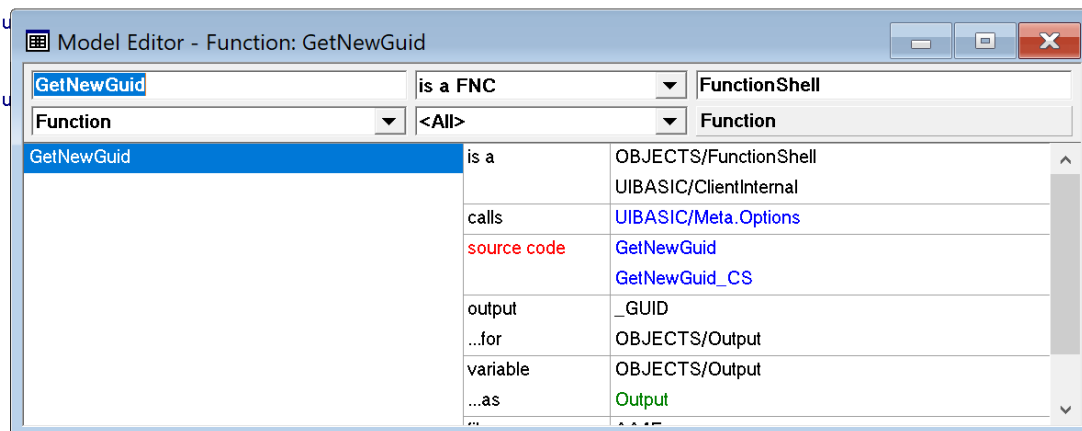 u
Model Editor - Function: GetNewGuid
GetNewGuid is a FNC FunctionShell
u
Function <All> Function
GetNewGuid is a OBJECTS/FunctionShell
UIBASIC/ClientInternal
calls UIBASIC/Meta.Options
source code GetNewGuid
GetNewGuid_CS
output _GUID
...for OBJECTS/Output
variable OBJECTS/Output
...as Output